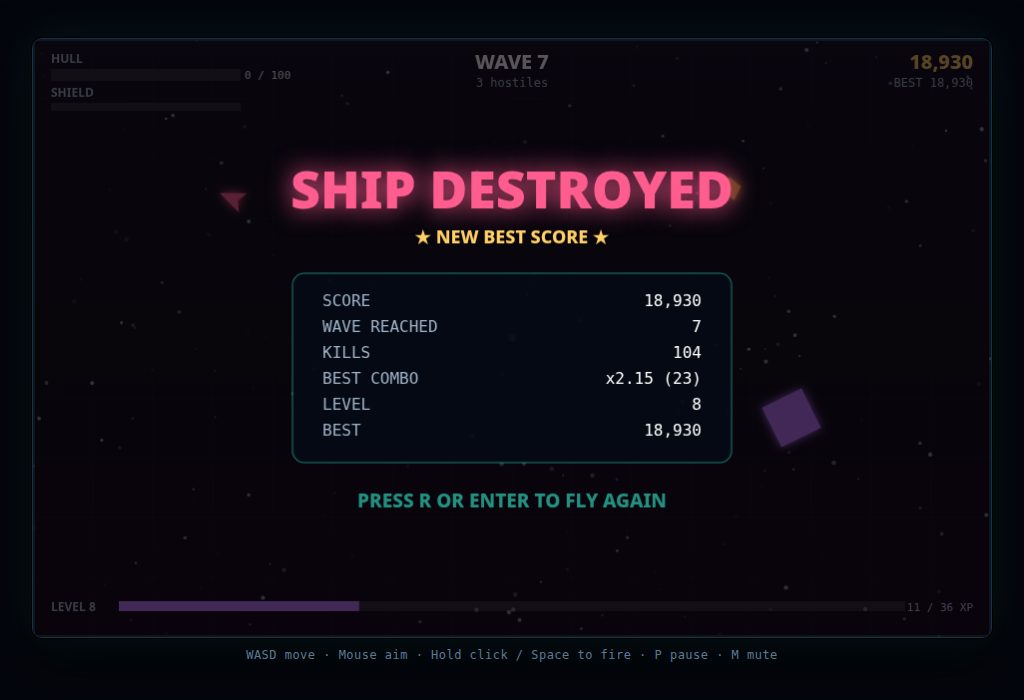 HULL
0 / 100
SHIELD
WAVE 7
3 hostiles
18,930
BEST 18,930
SHIP DESTROYED
★ NEW BEST SCORE ★
SCORE 18,930
WAVE REACHED 7
KILLS 104
BEST COMBO x2.15 (23)
LEVEL 8
BEST 18,930
PRESS R OR ENTER TO FLY AGAIN
LEVEL 8
11 / 36 XP
WASD move · Mouse aim · Hold click / Space to fire · P pause · M mute